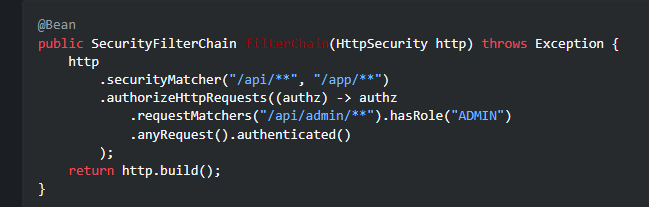 @Bean
public SecurityFilterChain filterChain(HttpSecurity http) throws Exception {
    http
        .securityMatcher("/api/**", "/app/**")
        .authorizeHttpRequests((authz) -> authz
            .requestMatchers("/api/admin/**").hasRole("ADMIN")
            .anyRequest().authenticated()
        );
    return http.build();
}